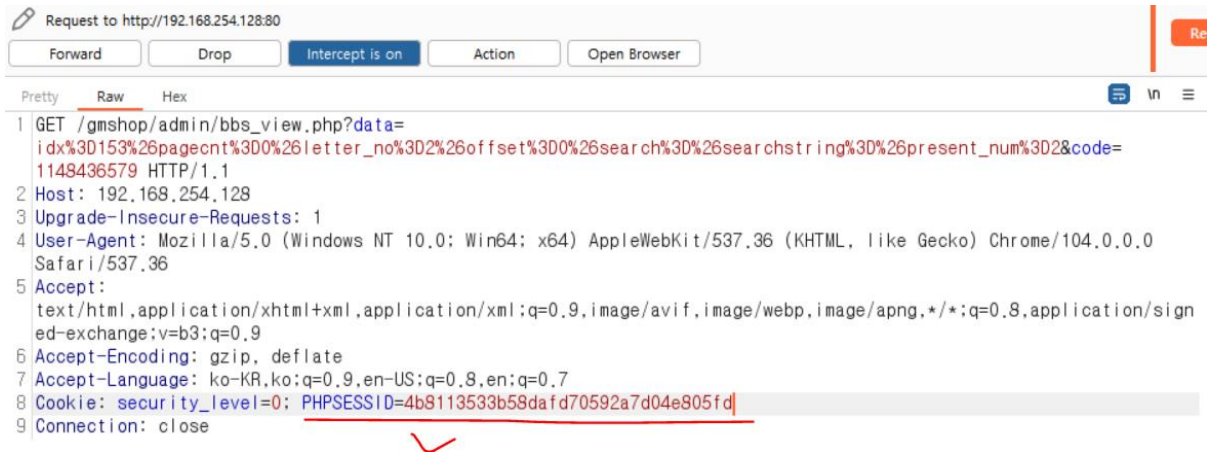 Request to http://192.168.254.128:80
Forward Drop Intercept is on Action Open Browser Re
Pretty Raw Hex \n
1 GET /gmshop/admin/bbs_view.php?data=
idx%3D153%26pagecnt%3D0%26letter_no%3D2%26offset%3D0%26search%3D%26searchstring%3D%26present_num%3D2&code=
1148436579 HTTP/1.1
2 Host: 192.168.254.128
3 Upgrade-Insecure-Requests: 1
4 User-Agent: Mozilla/5.0 (Windows NT 10.0; Win64; x64) AppleWebKit/537.36 (KHTML, like Gecko) Chrome/104.0.0.0
Safari/537.36
5 Accept:
text/html,application/xhtml+xml,application/xml;q=0.9,image/avif,image/webp,image/apng,*/*;q=0.8,application/sign
ed-exchange;v=b3;q=0.9
6 Accept-Encoding: gzip, deflate
7 Accept-Language: ko-KR,ko;q=0.9,en-US;q=0.8,en;q=0.7
8 Cookie: security_level=0; PHPSESSID=4b8113533b58dafd70592a7d04e805fd
9 Connection: close